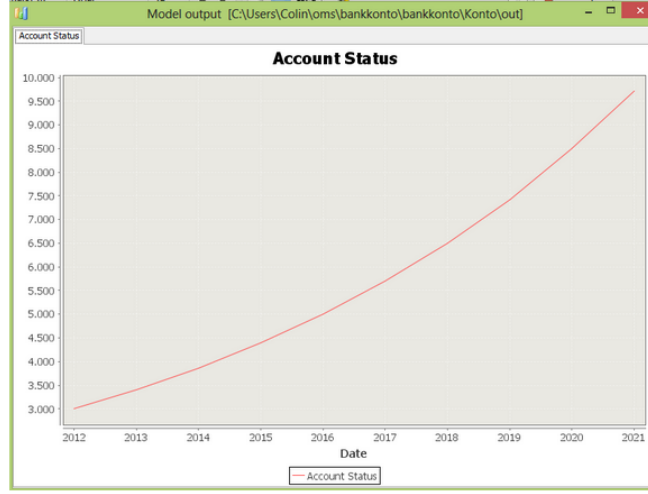 Model output [C:\Users\Colin\oms\bankkonto\bankkonto\Konto\out]
Account Status
Account Status
10.000
9.500
9.000
8.500
8.000
7.500
7.000
6.500
6.000
5.500
5.000
4.500
4.000
3.500
3.000
2012 2013 2014 2015 2016 2017 2018 2019 2020 2021
Date
Account Status